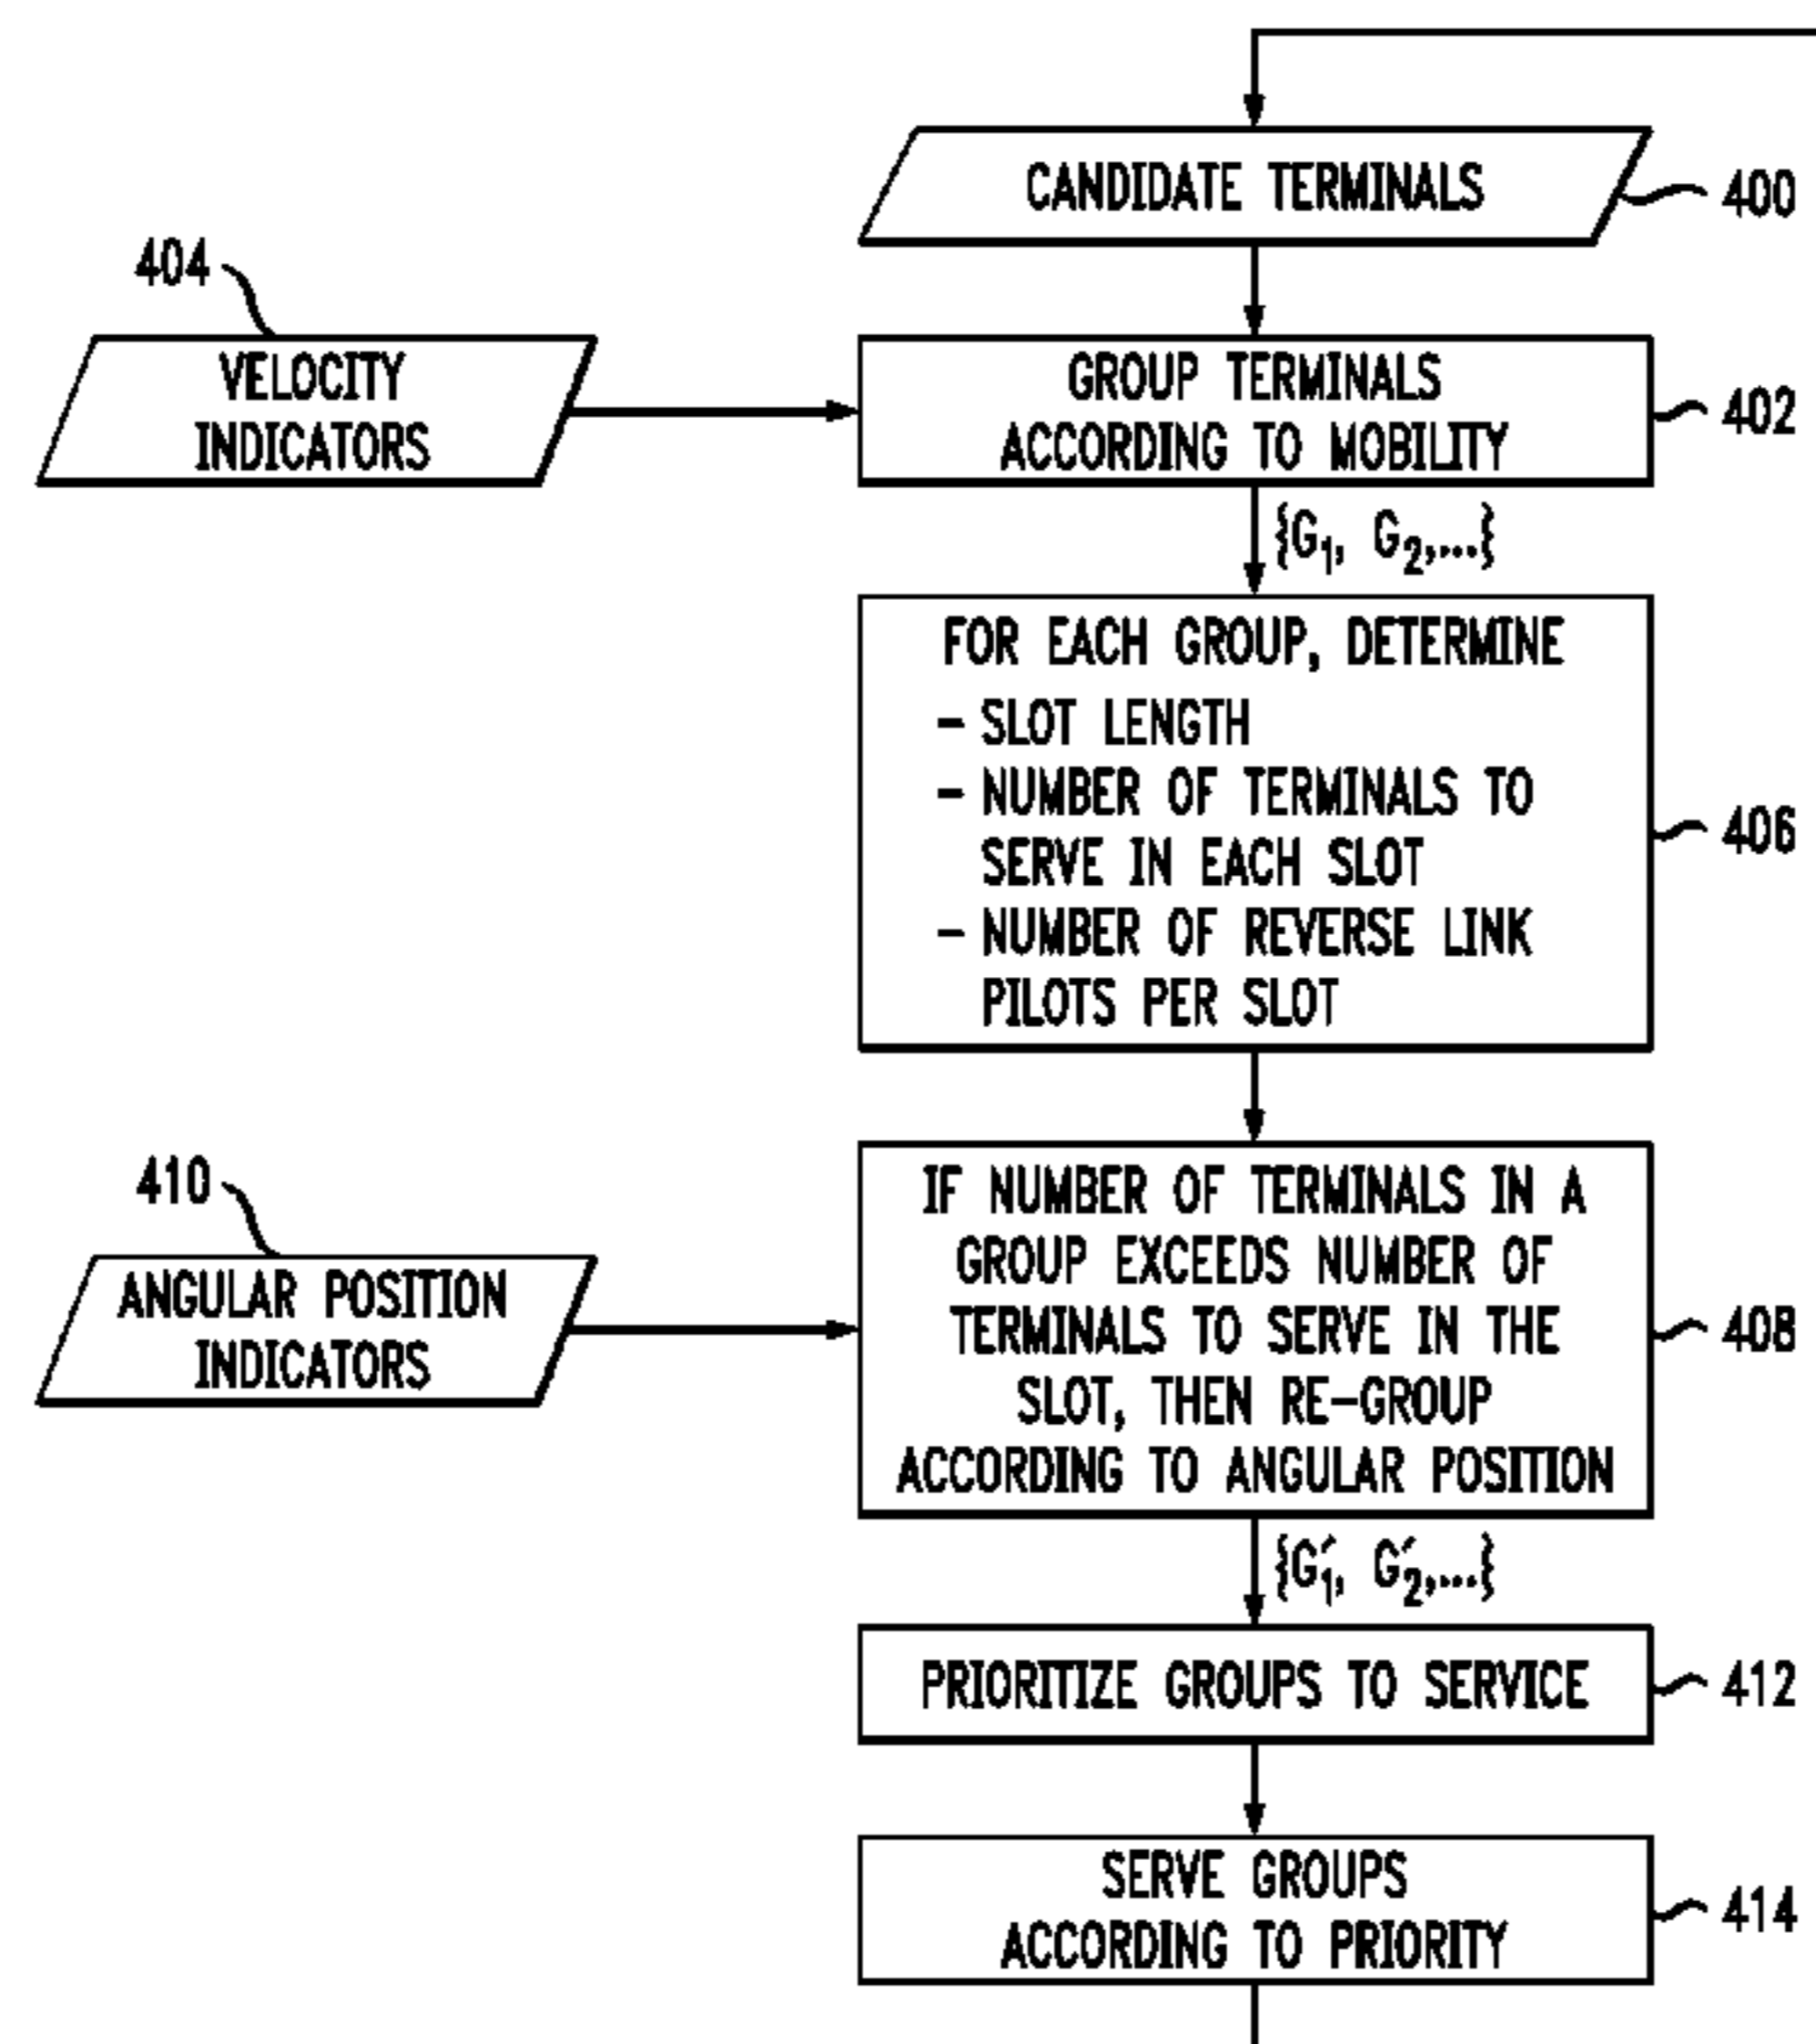 CANDIDATE TERMINALS
400
404
VELOCITY
INDICATORS
GROUP TERMINALS
ACCORDING TO MOBILITY
402
{G₁, G₂,...}
FOR EACH GROUP, DETERMINE
- SLOT LENGTH
- NUMBER OF TERMINALS TO
SERVE IN EACH SLOT
- NUMBER OF REVERSE LINK
PILOTS PER SLOT
406
410
ANGULAR POSITION
INDICATORS
IF NUMBER OF TERMINALS IN A
GROUP EXCEEDS NUMBER OF
TERMINALS TO SERVE IN THE
SLOT, THEN RE-GROUP
ACCORDING TO ANGULAR POSITION
408
{G′₁, G′₂,...}
PRIORITIZE GROUPS TO SERVICE
412
SERVE GROUPS
ACCORDING TO PRIORITY
414